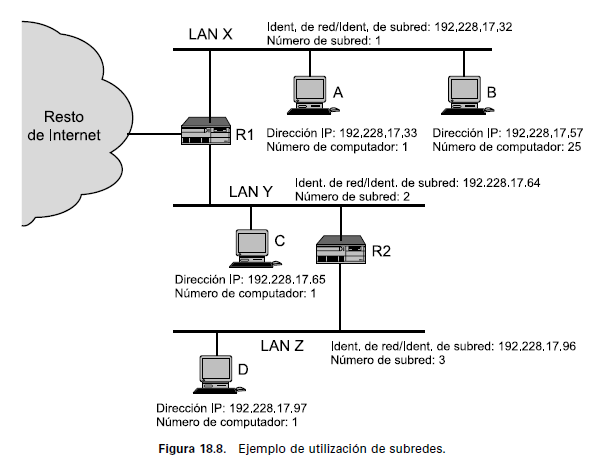 LAN X
Ident. de red/Ident, de subred: 192,228,17,32
Número de subred: 1
Resto
de Internet
R1
A
B
Dirección IP: 192,228,17,33
Número de computador: 1
Dirección IP: 192,228,17,57
Número de computador: 25
LAN Y
Ident. de red/Ident. de subred: 192.228.17.64
Número de subred: 2
C
R2
Dirección IP: 192.228.17.65
Número de computador: 1
LAN Z
Ident, de red/Ident, de subred: 192,228,17,96
Número de subred: 3
D
Dirección IP: 192.228.17.97
Número de computador: 1
Figura 18.8. Ejemplo de utilización de subredes.